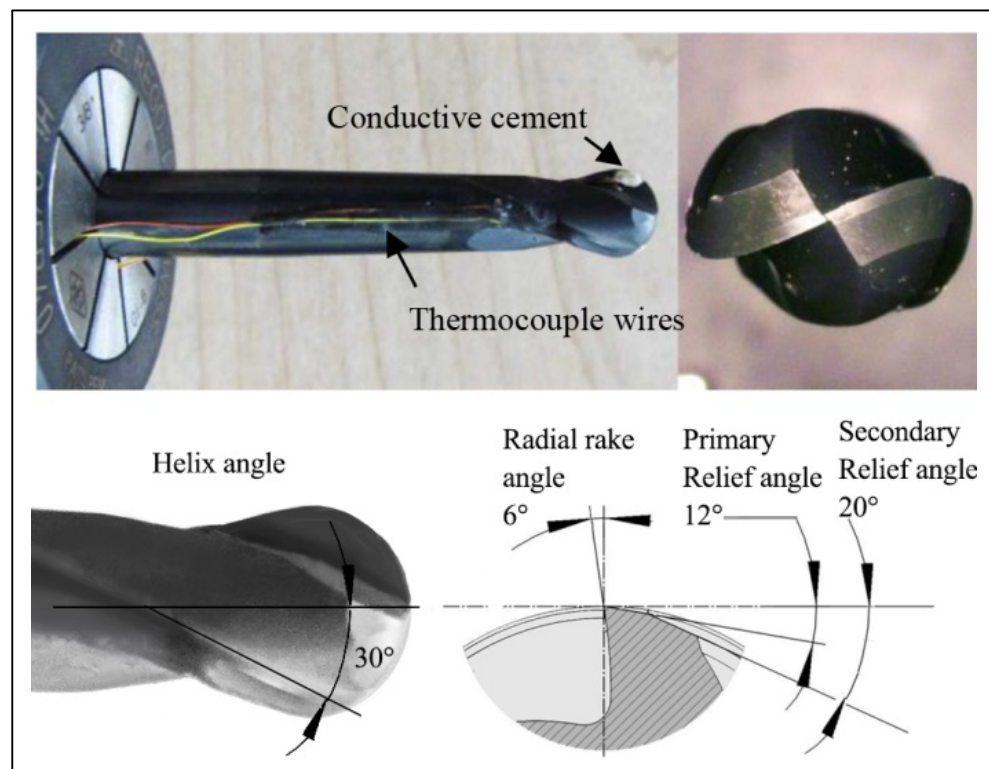 Conductive cement
Thermocouple wires
Helix angle
30°
Radial rake
angle
6°
Primary
Relief angle
12°
Secondary
Relief angle
20°